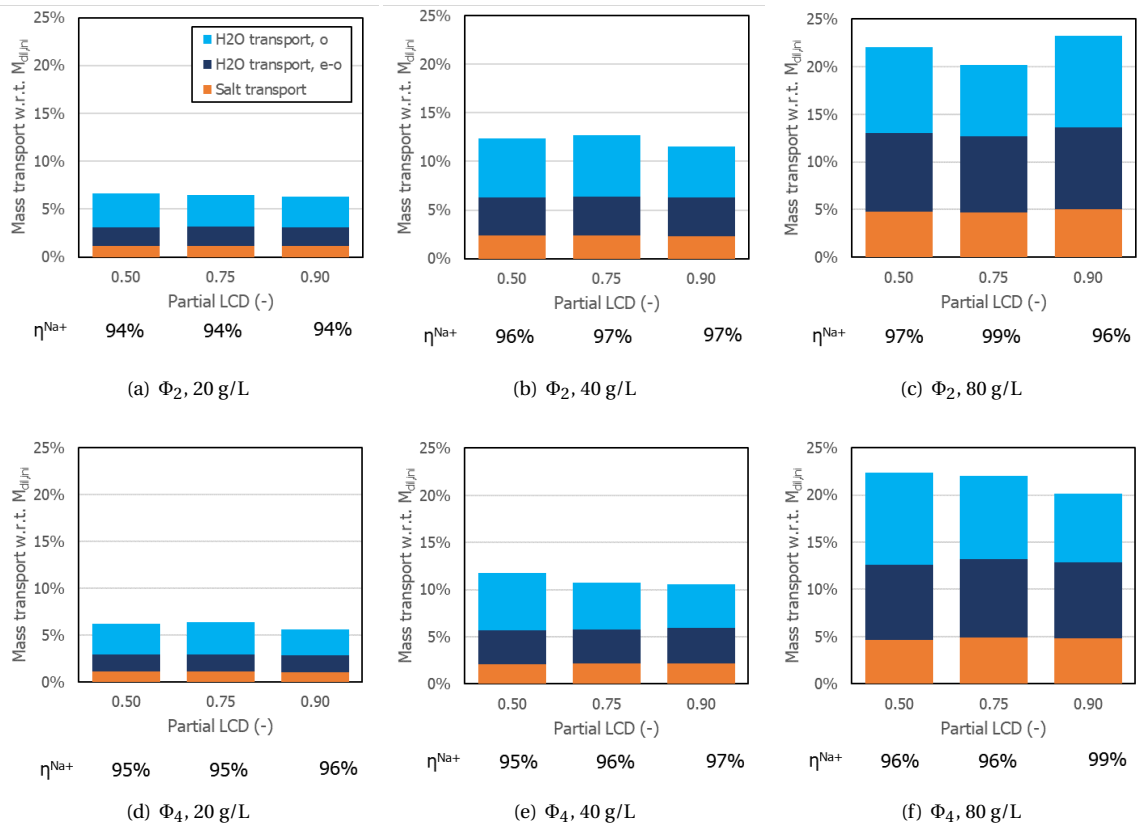 25%
20%
15%
10%
5%
0%
Mass transport w.r.t. M_dil,ini
H2O transport, o
H2O transport, e-o
Salt transport
0.50 0.75 0.90
Partial LCD (-)
η^Na+ 94% 94% 94%
(a) Φ₂, 20 g/L
25%
20%
15%
10%
5%
0%
Mass transport w.r.t. M_dil,ini
0.50 0.75 0.90
Partial LCD (-)
η^Na+ 96% 97% 97%
(b) Φ₂, 40 g/L
25%
20%
15%
10%
5%
0%
Mass transport w.r.t. M_dil,ini
0.50 0.75 0.90
Partial LCD (-)
η^Na+ 97% 99% 96%
(c) Φ₂, 80 g/L
25%
20%
15%
10%
5%
0%
Mass transport w.r.t. M_dil,ini
0.50 0.75 0.90
Partial LCD (-)
η^Na+ 95% 95% 96%
(d) Φ₄, 20 g/L
25%
20%
15%
10%
5%
0%
Mass transport w.r.t. M_dil,ini
0.50 0.75 0.90
Partial LCD (-)
η^Na+ 95% 96% 97%
(e) Φ₄, 40 g/L
25%
20%
15%
10%
5%
0%
Mass transport w.r.t. M_dil,ini
0.50 0.75 0.90
Partial LCD (-)
η^Na+ 96% 96% 99%
(f) Φ₄, 80 g/L